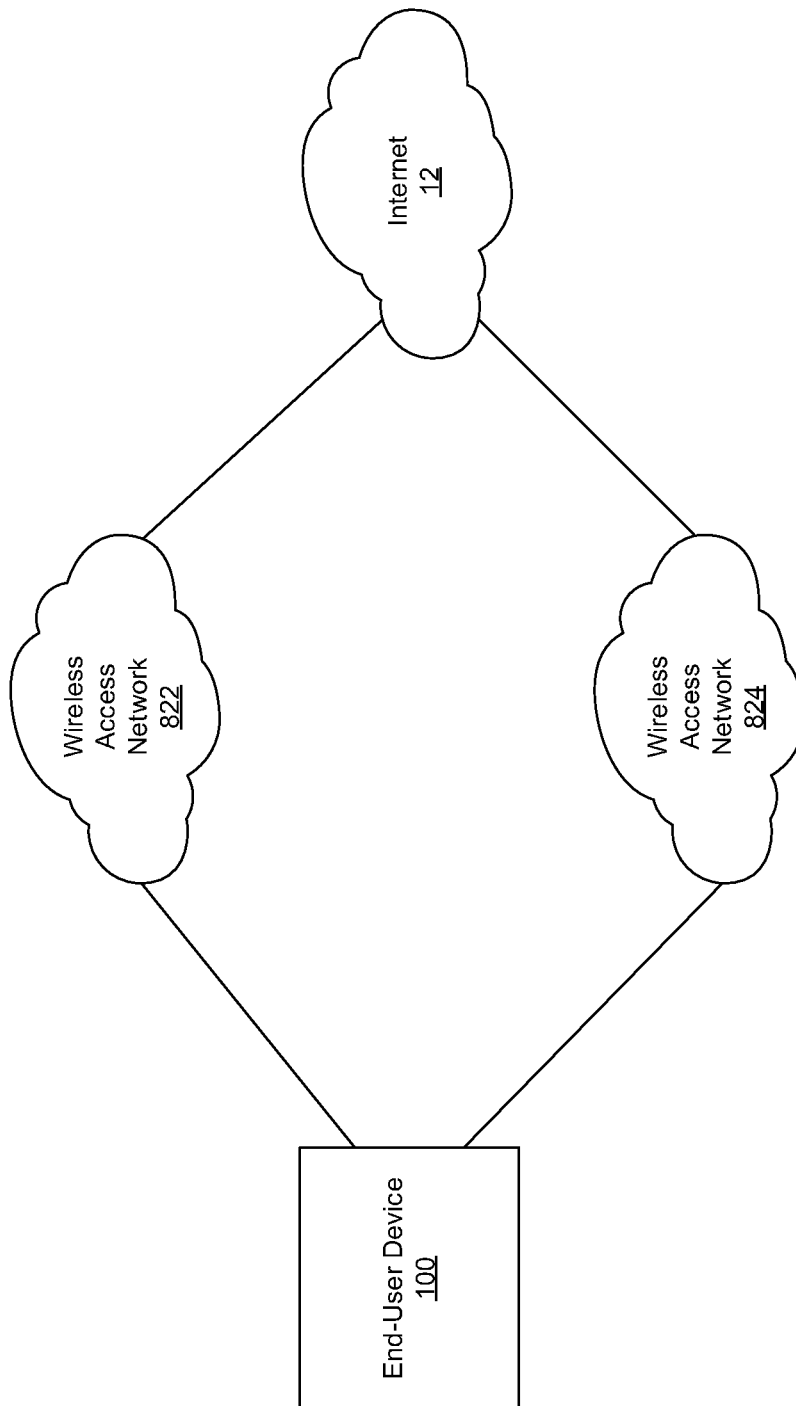 End-User Device
100
Wireless
Access
Network
822
Wireless
Access
Network
824
Internet
12